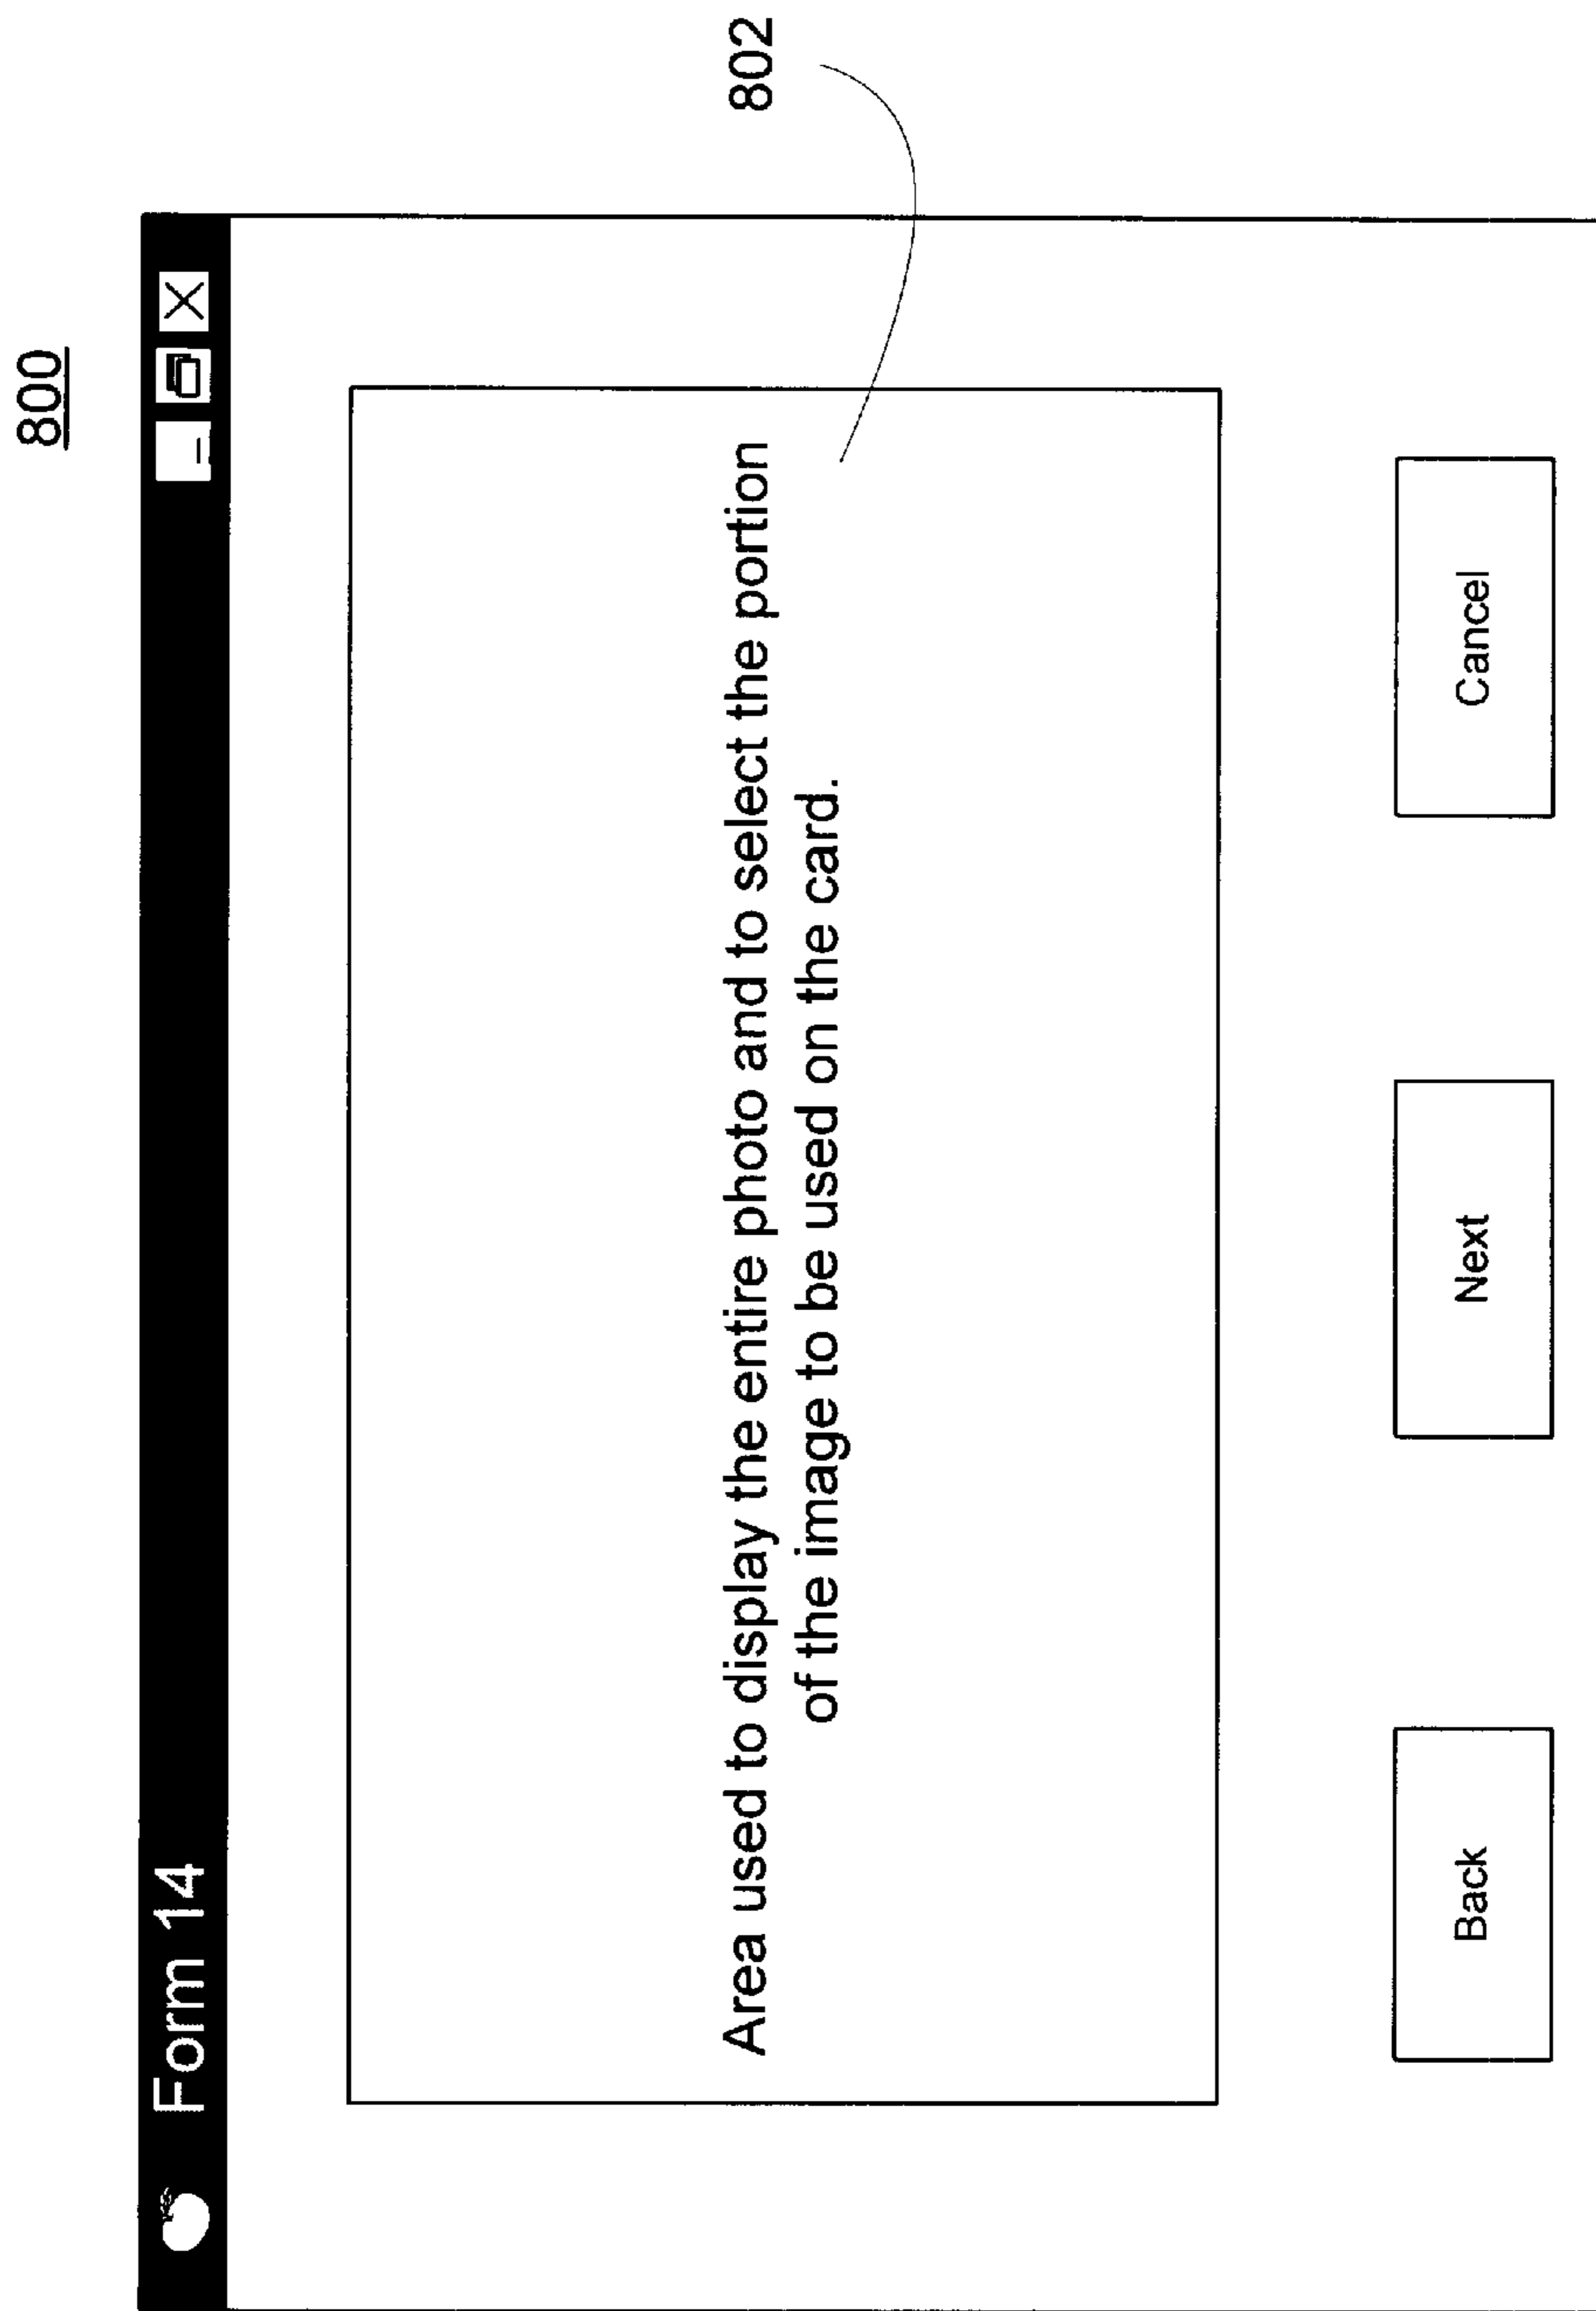 800
Form 14
802
Area used to display the entire photo and to select the portion
of the image to be used on the card.
Back
Next
Cancel